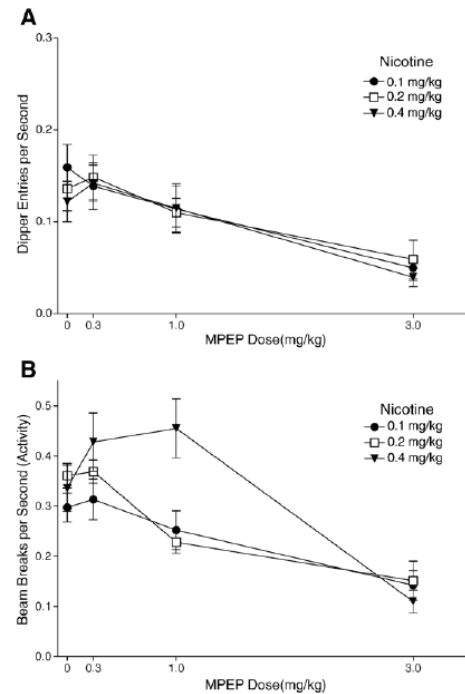 A
0.3
Nicotine
0.1 mg/kg
0.2 mg/kg
0.4 mg/kg
0.2
Dipper Entries per Second
0.1
0.0
0 0.3 1.0 3.0
MPEP Dose(mg/kg)
B
Nicotine
0.1 mg/kg
0.2 mg/kg
0.4 mg/kg
0.5
0.4
0.3
Beam Breaks per Second (Activity)
0.2
0.1
0.0
0 0.3 1.0 3.0
MPEP Dose(mg/kg)